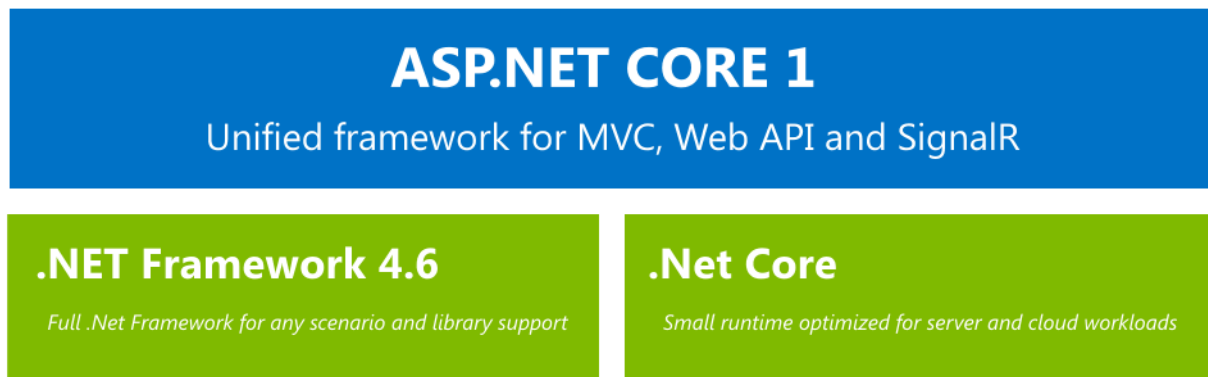 ASP.NET CORE 1
Unified framework for MVC, Web API and SignalR
.NET Framework 4.6
Full .Net Framework for any scenario and library support
.Net Core
Small runtime optimized for server and cloud workloads